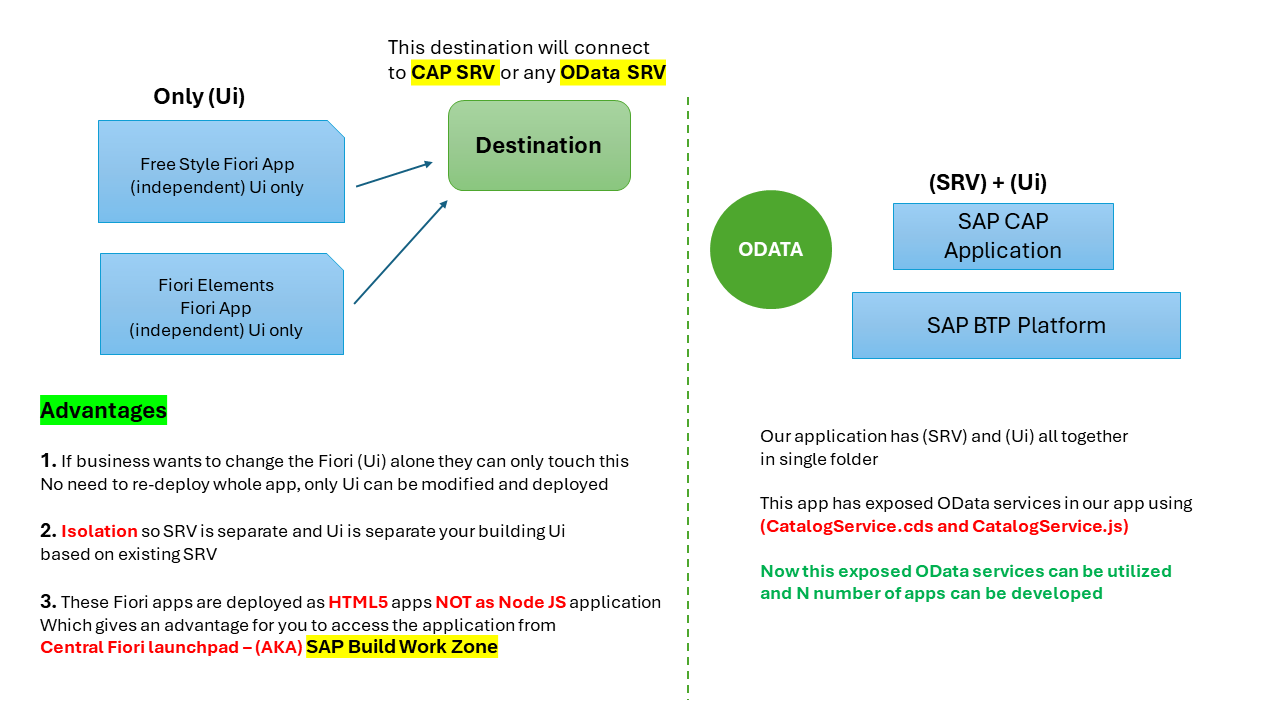 This destination will connect
to CAP SRV or any OData SRV
Only (Ui)
Free Style Fiori App
(independent) Ui only
Destination
Fiori Elements
Fiori App
(independent) Ui only
Advantages
1. If business wants to change the Fiori (Ui) alone they can only touch this
No need to re-deploy whole app, only Ui can be modified and deployed
2. Isolation so SRV is separate and Ui is separate your building Ui
based on existing SRV
3. These Fiori apps are deployed as HTML5 apps NOT as Node JS application
Which gives an advantage for you to access the application from
Central Fiori launchpad – (AKA) SAP Build Work Zone
(SRV) + (Ui)
ODATA
SAP CAP
Application
SAP BTP Platform
Our application has (SRV) and (Ui) all together
in single folder
This app has exposed OData services in our app using
(CatalogService.cds and CatalogService.js)
Now this exposed OData services can be utilized
and N number of apps can be developed